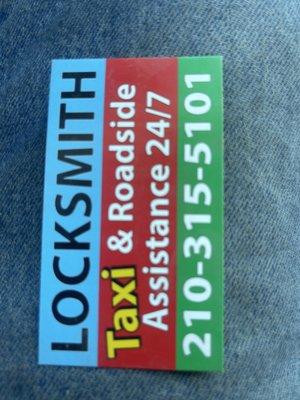 LOCKSMITH
Taxi & Roadside
Assistance 24/7
210-315-5101